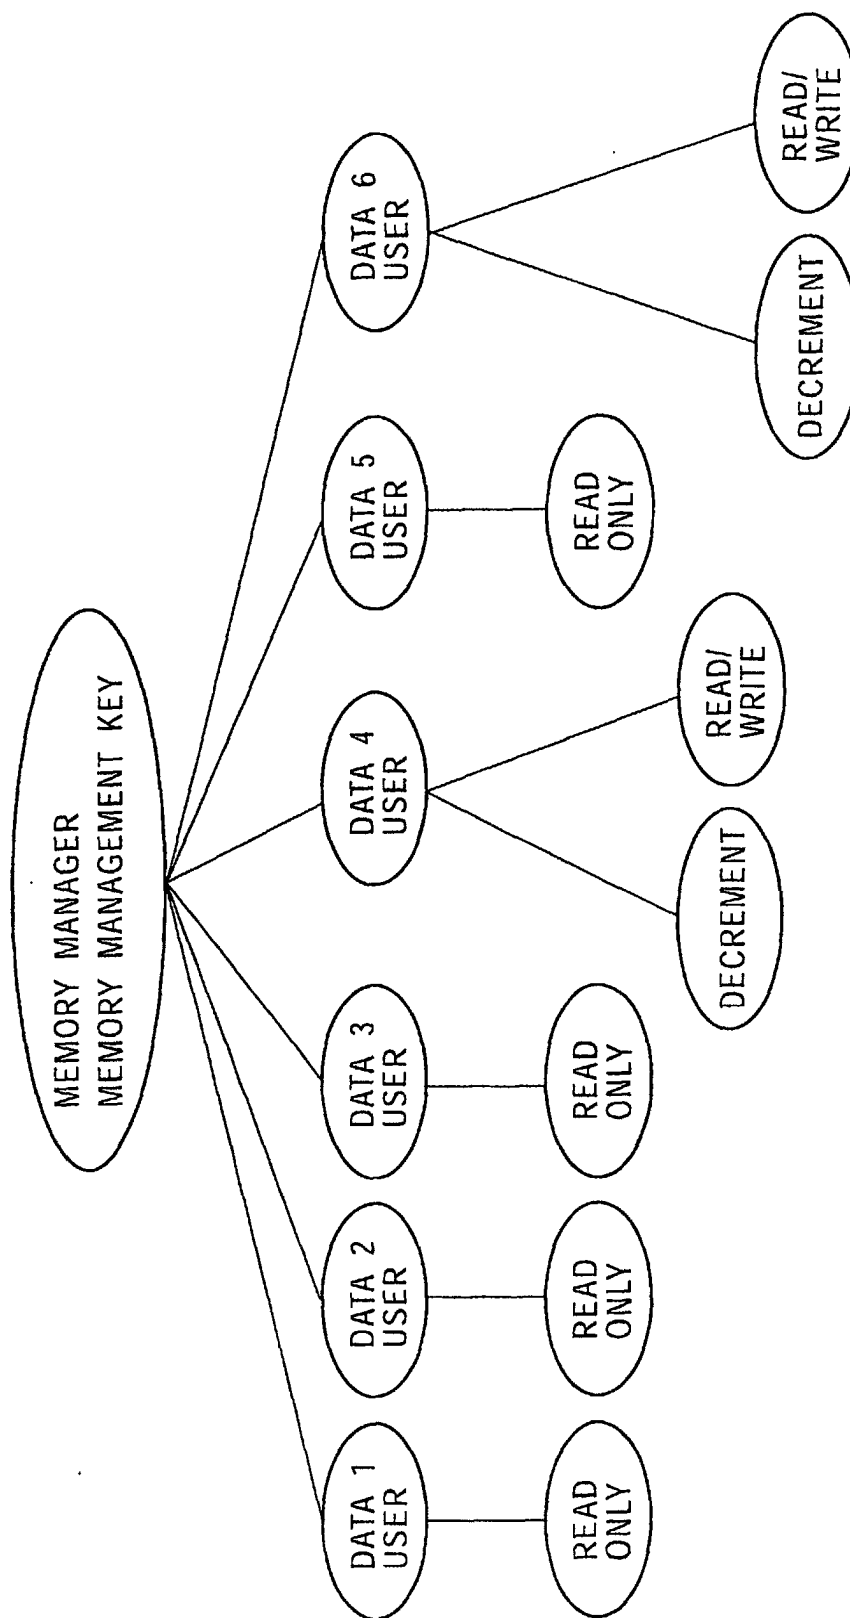 MEMORY MANAGER
MEMORY MANAGEMENT KEY
DATA 1
USER
DATA 2
USER
DATA 3
USER
DATA 4
USER
DATA 5
USER
DATA 6
USER
READ
ONLY
READ
ONLY
READ
ONLY
READ
ONLY
DECREMENT
READ/
WRITE
DECREMENT
READ/
WRITE